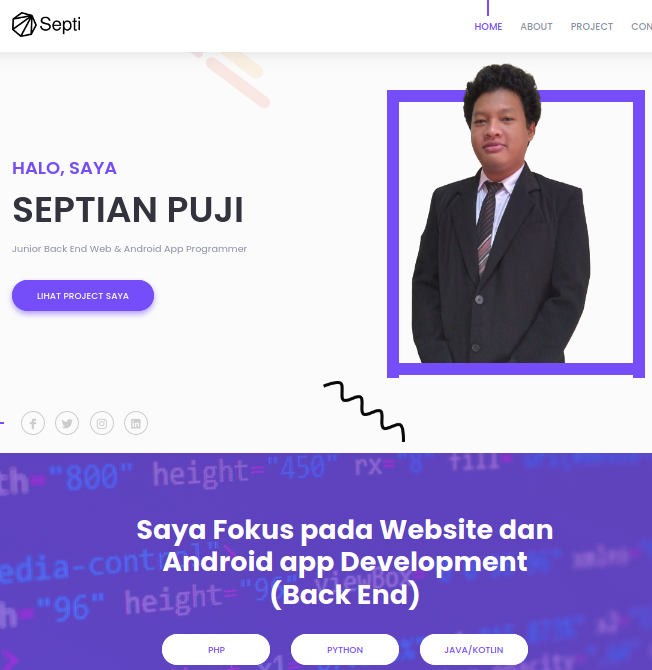 Septi
HOME ABOUT PROJECT CON
HALO, SAYA
SEPTIAN PUJI
Junior Back End Web & Android App Programmer
LIHAT PROJECT SAYA
th="800" height="450" rx="8" fill=
Saya Fokus pada Website dan
edia-control">
Android app Development
h="96" height="96" viewbox=
(Back End)
PHP PYTHON JAVA/KOTLIN